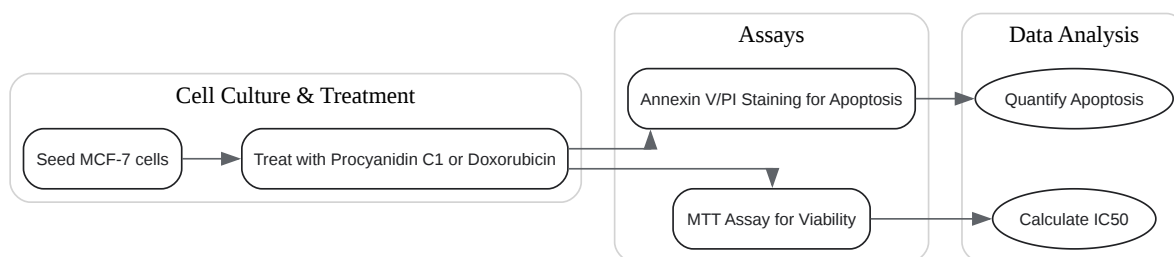 Cell Culture & Treatment
Seed MCF-7 cells
Treat with Procyanidin C1 or Doxorubicin
Assays
Annexin V/PI Staining for Apoptosis
MTT Assay for Viability
Data Analysis
Quantify Apoptosis
Calculate IC50